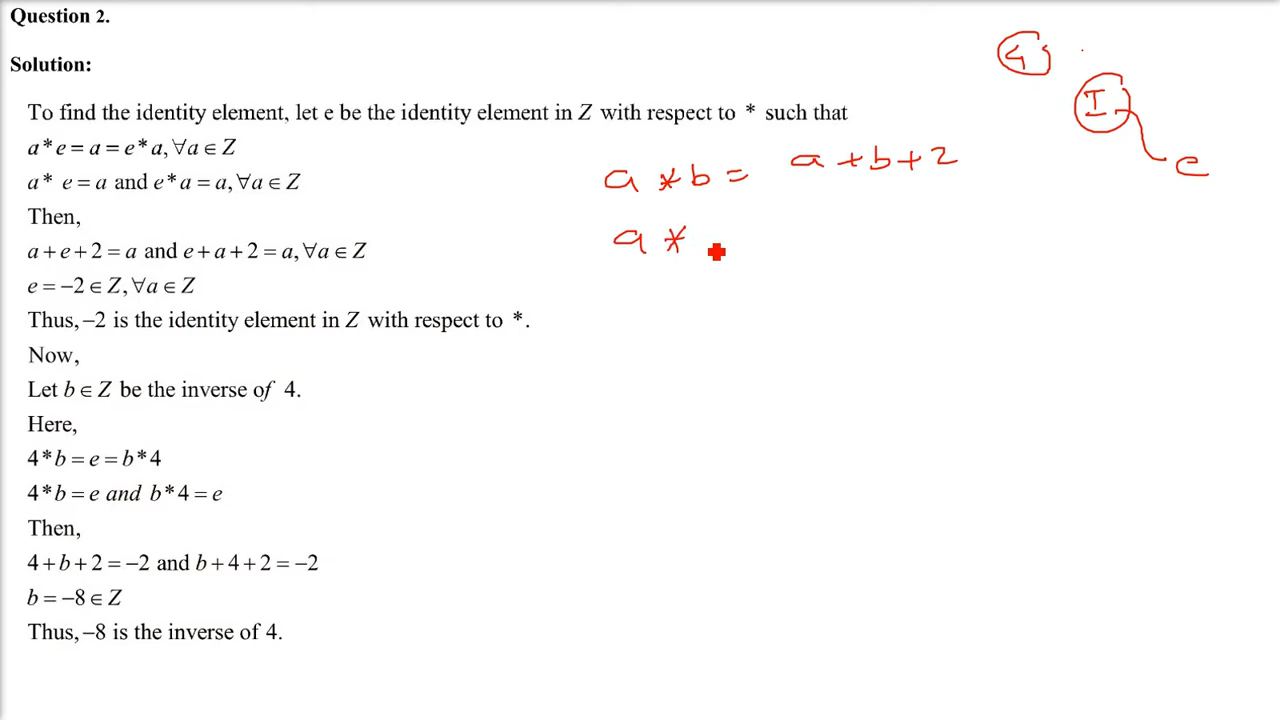 Question 2.
Solution:
To find the identity element, let e be the identity element in Z with respect to * such that
a*e=a=e*a,∀a∈Z
a* e=a and e*a=a,∀a∈Z
Then,
a+e+2=a and e+a+2=a,∀a∈Z
e=−2∈Z,∀a∈Z
Thus,−2 is the identity element in Z with respect to *.
Now,
Let b∈Z be the inverse of 4.
Here,
4*b=e=b*4
4*b=e and b*4=e
Then,
4+b+2=−2 and b+4+2=−2
b=−8∈Z
Thus,−8 is the inverse of 4.
I
e
a * b = a+b+2
a *